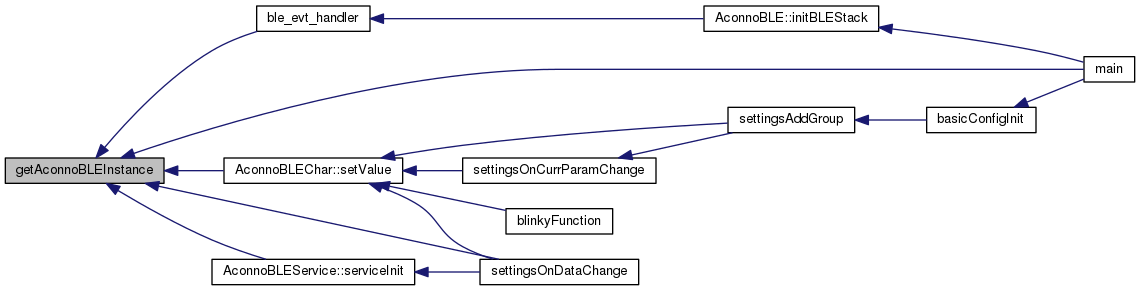 ble_evt_handler
AconnoBLE::initBLEStack
main
settingsAddGroup
basicConfigInit
getAconnoBLEInstance
AconnoBLEChar::setValue
settingsOnCurrParamChange
blinkyFunction
AconnoBLEService::serviceInit
settingsOnDataChange